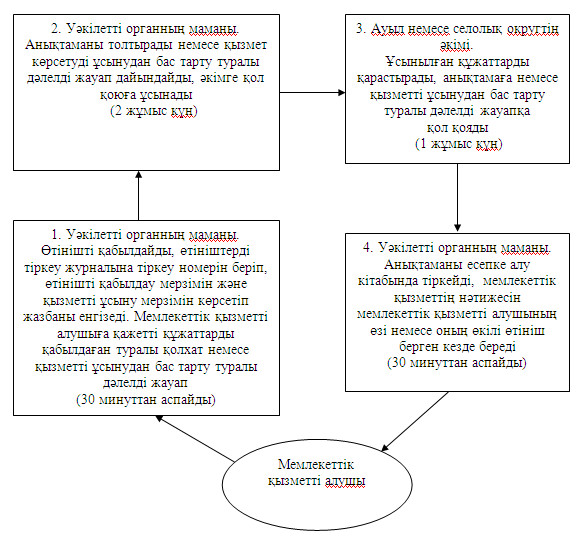 2. Уәкілетті органның маманы.
Анықтаманы толтырады немесе қызмет
көрсетуді ұсынудан бас тарту туралы
дәлелді жауап дайындайды, әкімге қол
қоюға ұсынады
(2 жұмыс күн)
3. Ауыл немесе селолық округтің
әкімі.
Ұсынылған құжаттарды
қарастырады, анықтамаға немесе
қызметті ұсынудан бас тарту
туралы дәлелді жауапқа
қол қояды
(1 жұмыс күн)
1. Уәкілетті органның маманы.
Өтінішті қабылдайды, өтініштерді
тіркеу журналына тіркеу номерін беріп,
өтінішті қабылдау мерзімін және
қызметті ұсыну мерзімін көрсетіп
жазбаны енгізеді. Мемлекеттік қызметті
алушыға қажетті құжаттарды
қабылдаған туралы қолхат немесе
қызметті ұсынудан бас тарту туралы
дәлелді жауап
(30 минуттан аспайды)
4. Уәкілетті органның маманы.
Анықтаманы есепке алу
кітабында тіркейді, мемлекеттік
қызметтің нәтижесін
мемлекеттік қызметті алушының
өзі немесе оның өкілі өтініш
берген кезде береді
(30 минуттан аспайды)
Мемлекеттік
қызметті алушы